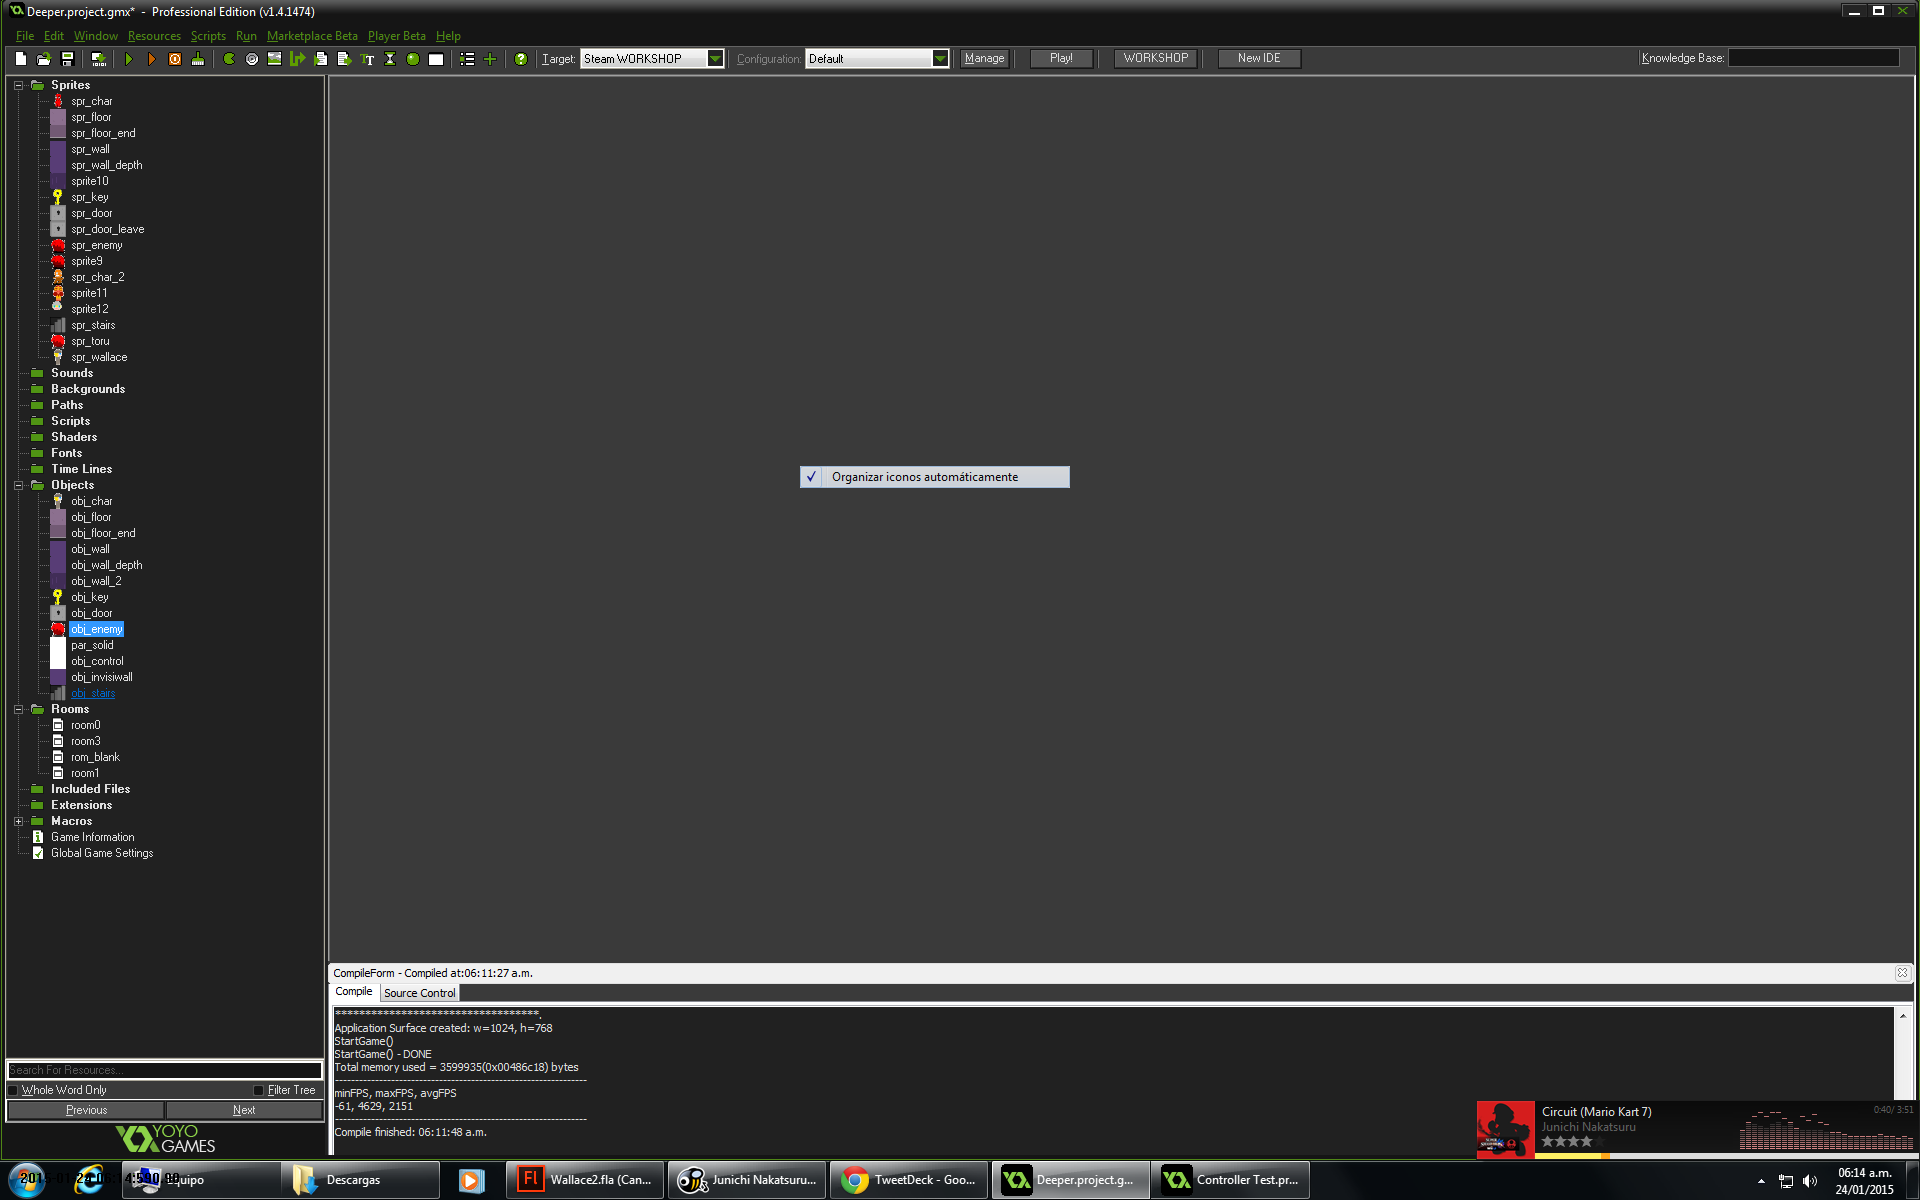 Deeper.project.gmx* - Professional Edition (v1.4.1474)
File Edit Window Resources Scripts Run Marketplace Beta Player Beta Help
Target: Steam WORKSHOP Configuration: Default Manage Play! WORKSHOP New IDE Knowledge Base:
Sprites
spr_char
spr_floor
spr_floor_end
spr_wall
spr_wall_depth
sprite10
spr_key
spr_door
spr_door_leave
spr_enemy
sprite9
spr_char_2
sprite11
sprite12
spr_stairs
spr_toru
spr_wallace
Sounds
Backgrounds
Paths
Scripts
Shaders
Fonts
Time Lines
Objects
obj_char
obj_floor
obj_floor_end
obj_wall
obj_wall_depth
obj_wall_2
obj_key
obj_door
obj_enemy
par_solid
obj_control
obj_invisiwall
obj_stairs
Rooms
room0
room3
rom_blank
room1
Included Files
Extensions
Macros
Game Information
Global Game Settings
Search For Resources...
Whole Word Only Filter Tree
Previous Next
YOYO
GAMES
Organizar iconos automáticamente
CompileForm - Compiled at:06:11:27 a.m.
Compile Source Control
**********************************.
Application Surface created: w=1024, h=768
StartGame()
StartGame() - DONE
Total memory used = 3599935(0x00486c18) bytes
minFPS, maxFPS, avgFPS
-61, 4629, 2151
Compile finished: 06:11:48 a.m.
Circuit (Mario Kart 7) 0:40/ 3:51
Junichi Nakatsuru
Equipo
Descargas
Wallace2.fla (Can...
Junichi Nakatsuru...
TweetDeck - Goo...
Deeper.project.g...
Controller Test.pr...
06:14 a.m.
24/01/2015